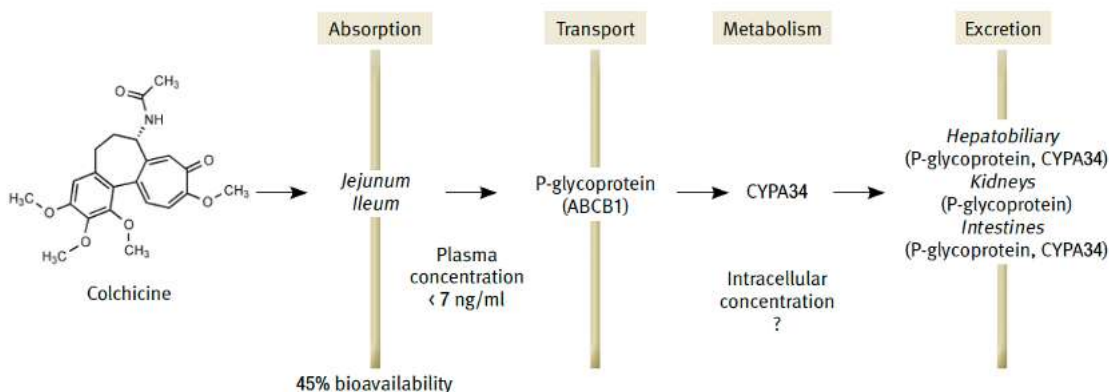 Absorption
Transport
Metabolism
Excretion
CH₃
O
NH
O
O
CH₃
O
O
O
CH₃
H₃C
CH₃
Colchicine
Jejunum
Ileum
Plasma
concentration
< 7 ng/ml
45% bioavailability
P-glycoprotein
(ABCB1)
CYPA34
Intracellular
concentration
?
Hepatobiliary
(P-glycoprotein, CYPA34)
Kidneys
(P-glycoprotein)
Intestines
(P-glycoprotein, CYPA34)